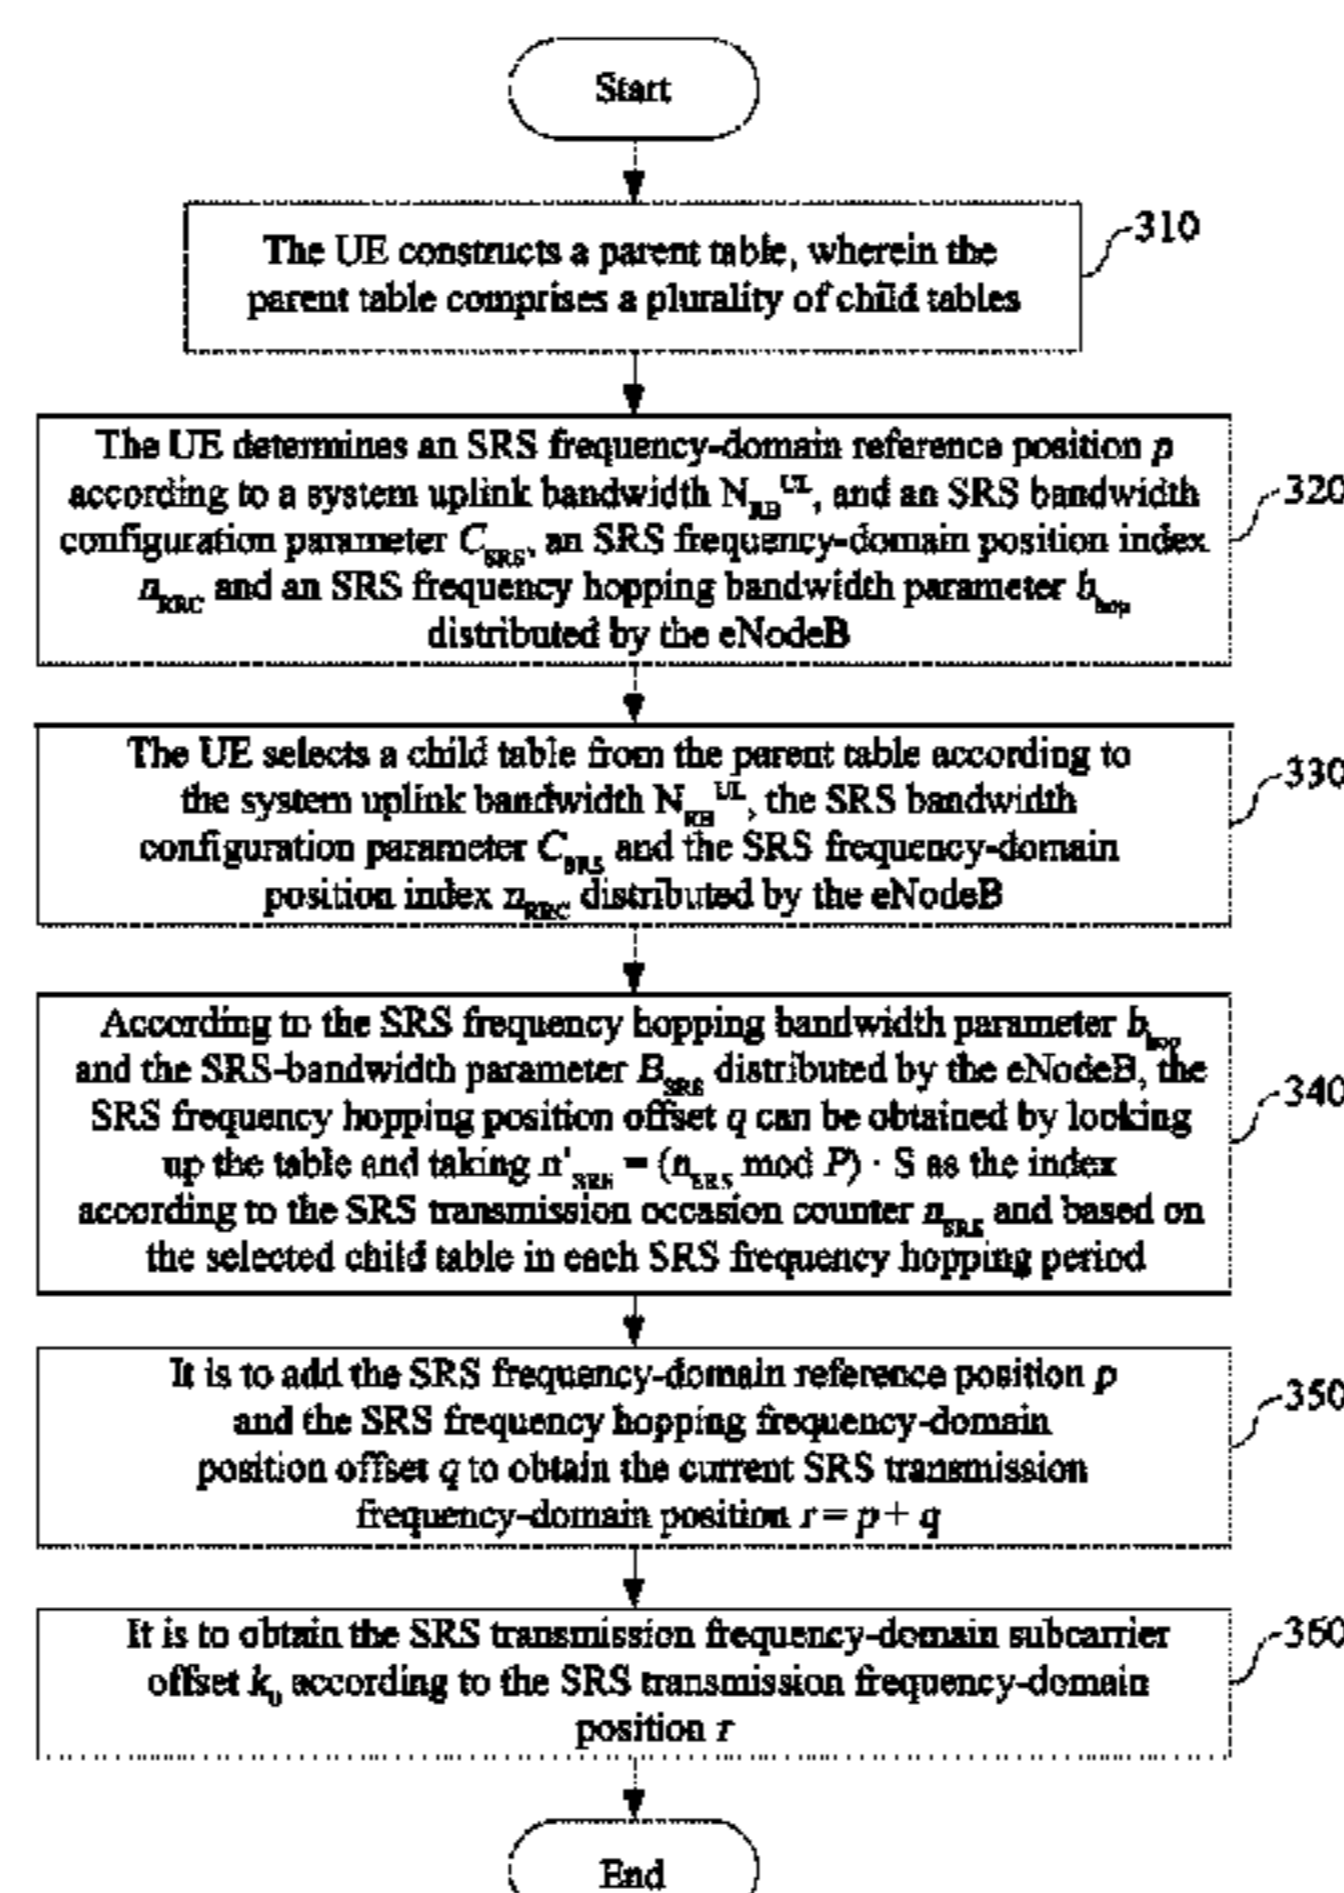 Start
The UE constructs a parent table, wherein the
parent table comprises a plurality of child tables
310
The UE determines an SRS frequency-domain reference position p
according to a system uplink bandwidth N_RB^UL, and an SRS bandwidth
configuration parameter C_SRS, an SRS frequency-domain position index
n_RRC and an SRS frequency hopping bandwidth parameter b_hop
distributed by the eNodeB
320
The UE selects a child table from the parent table according to
the system uplink bandwidth N_RB^UL, the SRS bandwidth
configuration parameter C_SRS and the SRS frequency-domain
position index n_RRC distributed by the eNodeB
330
According to the SRS frequency hopping bandwidth parameter b_hop
and the SRS-bandwidth parameter B_SRS distributed by the eNodeB, the
SRS frequency hopping position offset q can be obtained by looking
up the table and taking n'_SRS = (n_SRS mod P) · S as the index
according to the SRS transmission occasion counter n_SRS and based on
the selected child table in each SRS frequency hopping period
340
It is to add the SRS frequency-domain reference position p
and the SRS frequency hopping frequency-domain
position offset q to obtain the current SRS transmission
frequency-domain position r = p + q
350
It is to obtain the SRS transmission frequency-domain subcarrier
offset k_0 according to the SRS transmission frequency-domain
position r
360
End